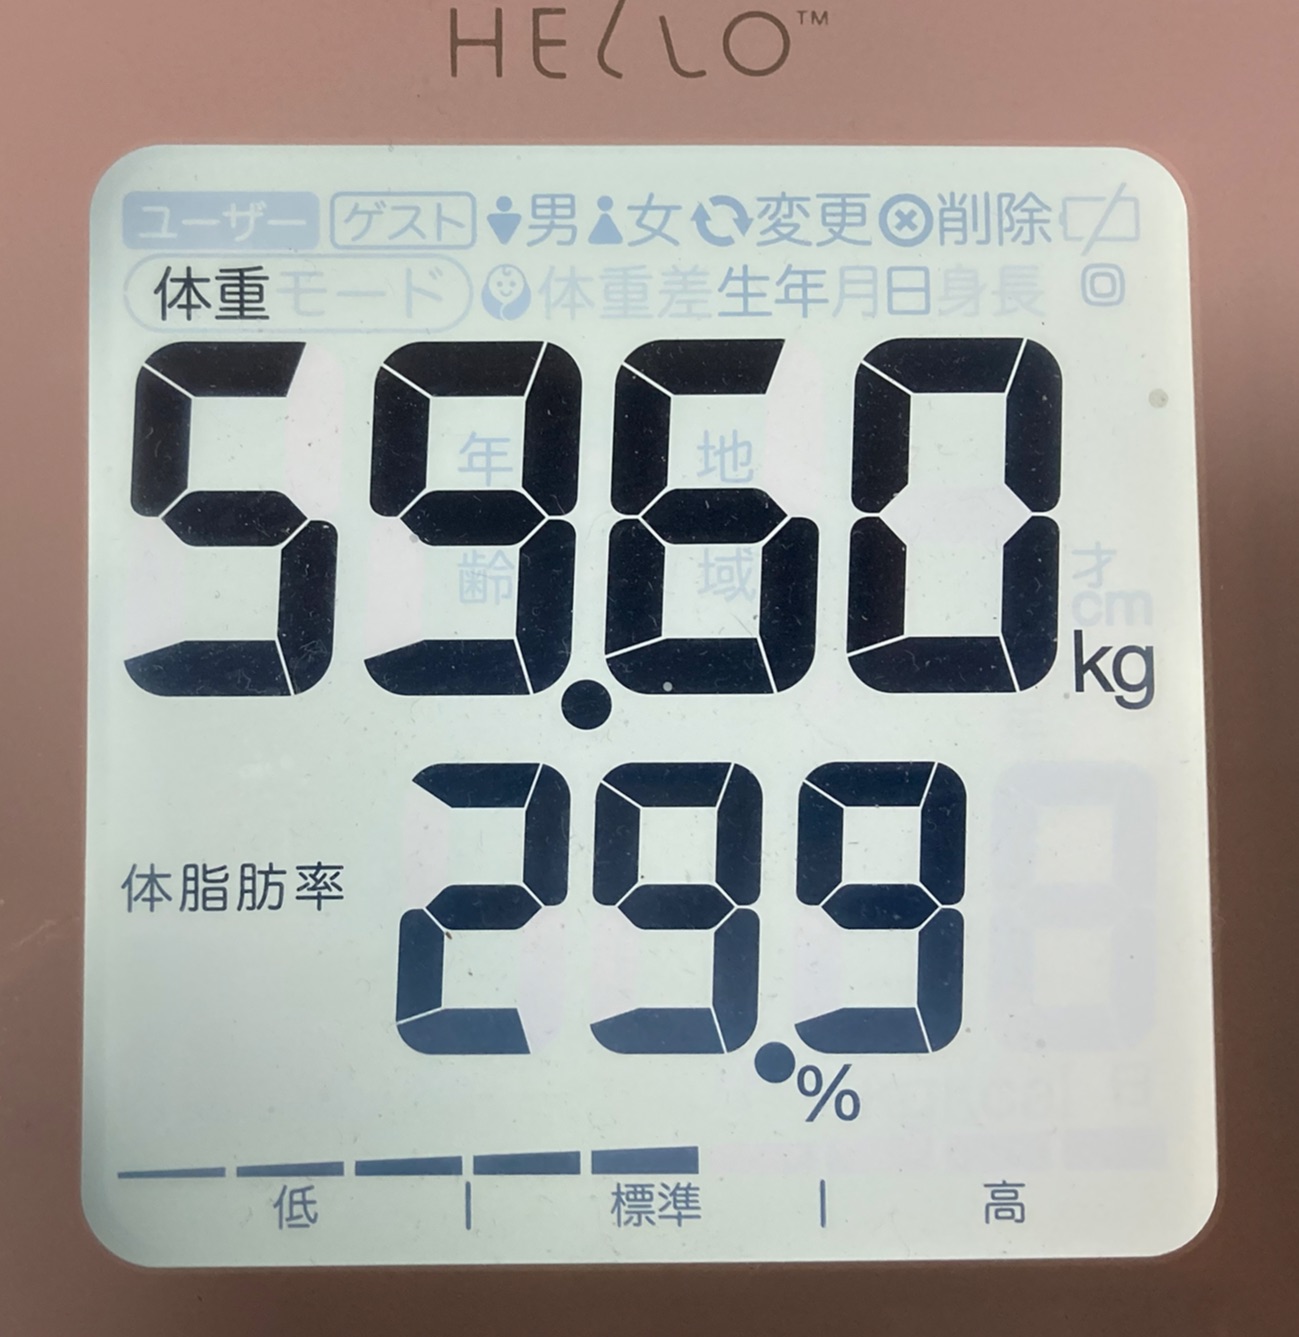 HELLO™
ユーザー ゲスト 男 女 変更 削除
体重モード 体重差 生年月日 身長
59.60 kg
年齢 地域 才 cm
体脂肪率 29.9 %
低 | 標準 | 高